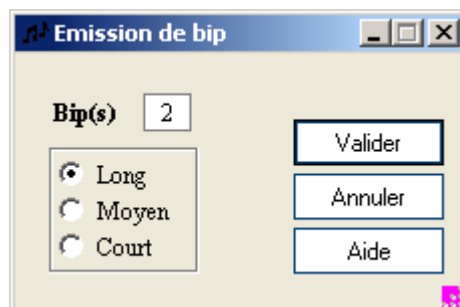 Emission de bip
Bip(s) 2
Valider
Long
Annuler
Moyen
Court
Aide